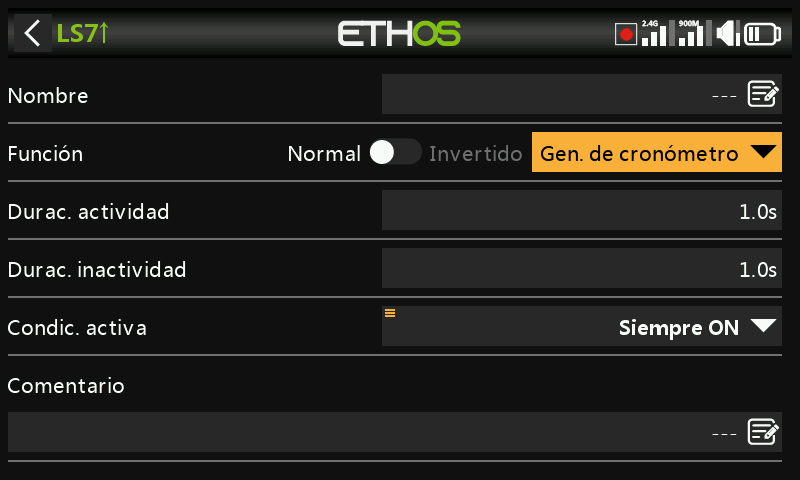 LS7↑ ETHOS 2.4G 900M
Nombre ---
Función Normal Invertido Gen. de cronómetro
Durac. actividad 1.0s
Durac. inactividad 1.0s
Condic. activa Siempre ON
Comentario
---